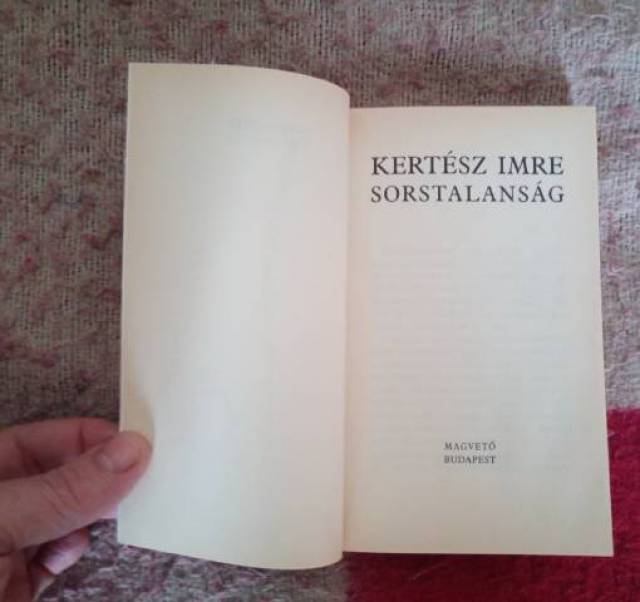 KERTÉSZ IMRE
SORSTALANSÁG
MAGVETŐ
BUDAPEST